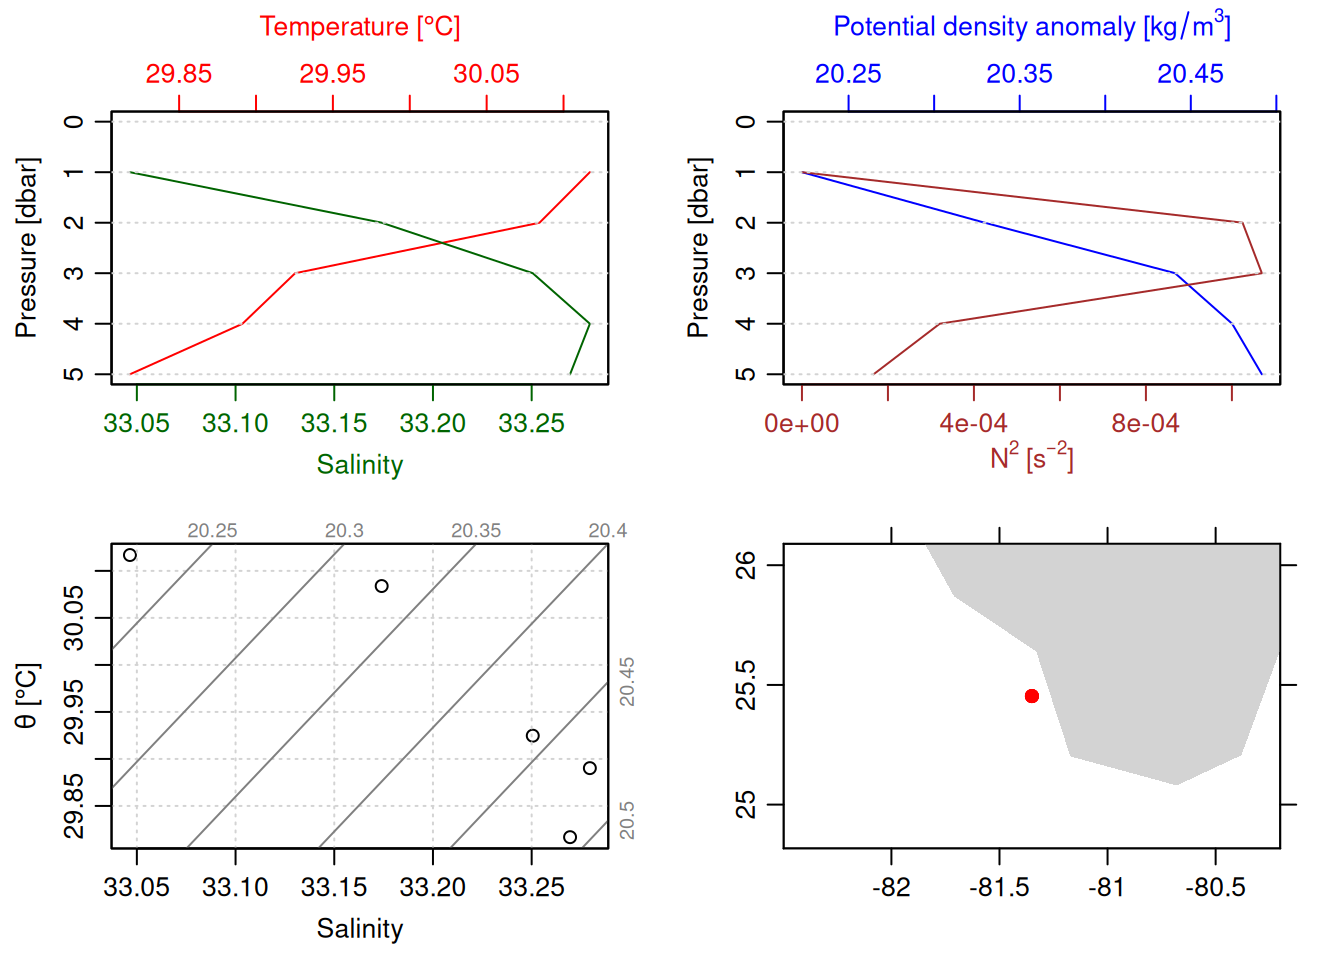 Temperature [°C]
29.85 29.95 30.05
Pressure [dbar]
0
1
2
3
4
5
33.05 33.10 33.15 33.20 33.25
Salinity
Potential density anomaly [kg/m³]
20.25 20.35 20.45
Pressure [dbar]
0
1
2
3
4
5
0e+00 4e-04 8e-04
N² [s⁻²]
20.25 20.3 20.35 20.4
θ [°C]
30.05
29.95
29.85
20.45
20.5
33.05 33.10 33.15 33.20 33.25
Salinity
26
25.5
25
-82 -81.5 -81 -80.5